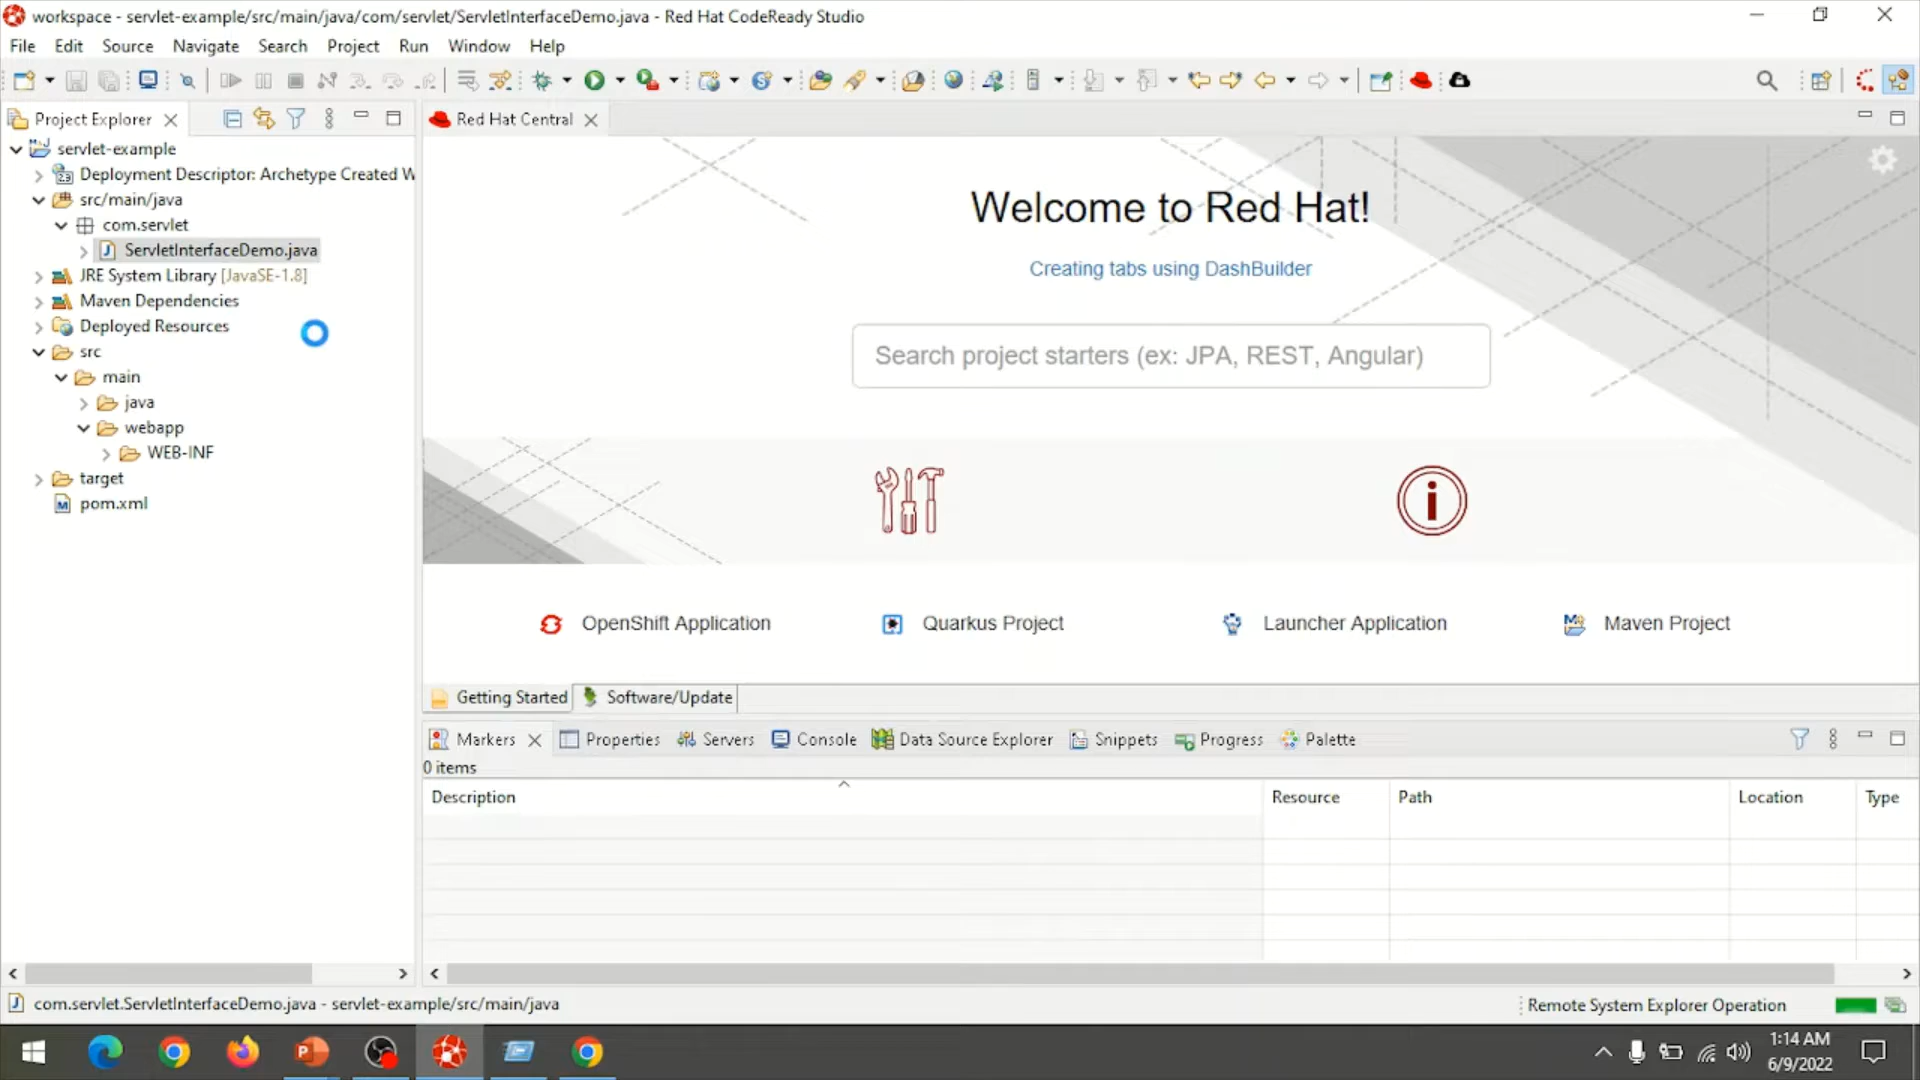 workspace - servlet-example/src/main/java/com/servlet/ServletInterfaceDemo.java - Red Hat CodeReady Studio
File Edit Source Navigate Search Project Run Window Help
Project Explorer
Red Hat Central
servlet-example
Deployment Descriptor: Archetype Created W
src/main/java
com.servlet
ServletInterfaceDemo.java
JRE System Library [JavaSE-1.8]
Maven Dependencies
Deployed Resources
src
main
java
webapp
WEB-INF
target
pom.xml
Welcome to Red Hat!
Creating tabs using DashBuilder
Search project starters (ex: JPA, REST, Angular)
OpenShift Application
Quarkus Project
Launcher Application
Maven Project
Getting Started
Software/Update
Markers
Properties
Servers
Console
Data Source Explorer
Snippets
Progress
Palette
0 items
Description Resource Path Location Type
com.servlet.ServletInterfaceDemo.java - servlet-example/src/main/java
Remote System Explorer Operation
1:14 AM
6/9/2022